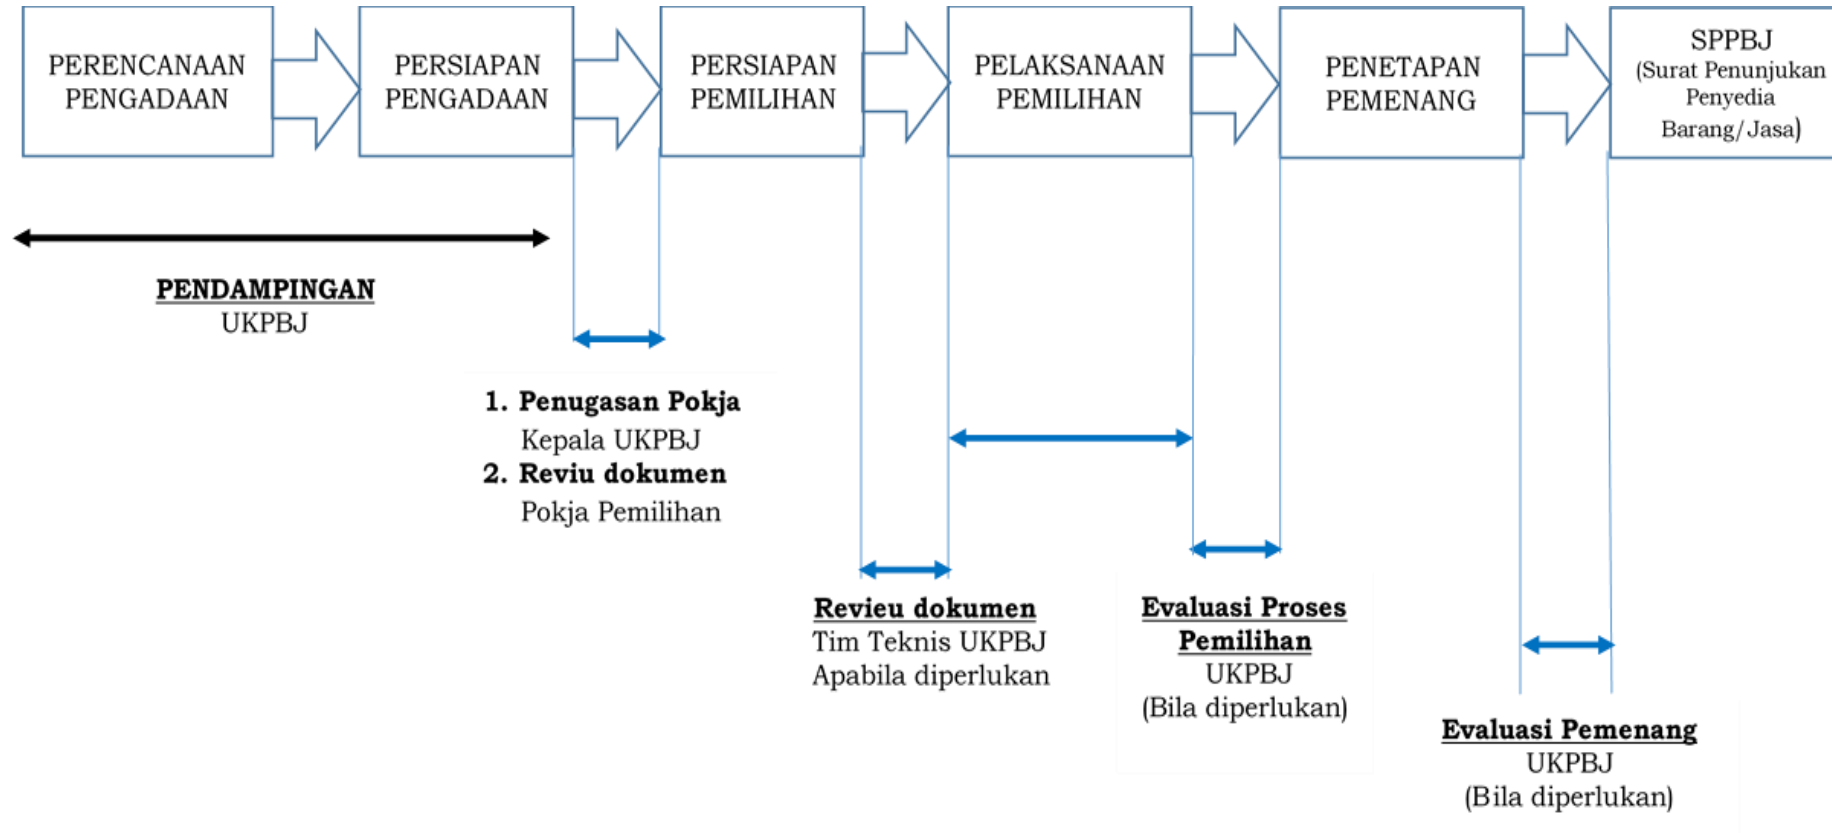 PERENCANAAN
PENGADAAN
PERSIAPAN
PENGADAAN
PERSIAPAN
PEMILIHAN
PELAKSANAAN
PEMILIHAN
PENETAPAN
PEMENANG
SPPBJ
(Surat Penunjukan
Penyedia
Barang/Jasa)
PENDAMPINGAN
UKPBJ
1. Penugasan Pokja
Kepala UKPBJ
2. Reviu dokumen
Pokja Pemilihan
Revieu dokumen
Tim Teknis UKPBJ
Apabila diperlukan
Evaluasi Proses
Pemilihan
UKPBJ
(Bila diperlukan)
Evaluasi Pemenang
UKPBJ
(Bila diperlukan)